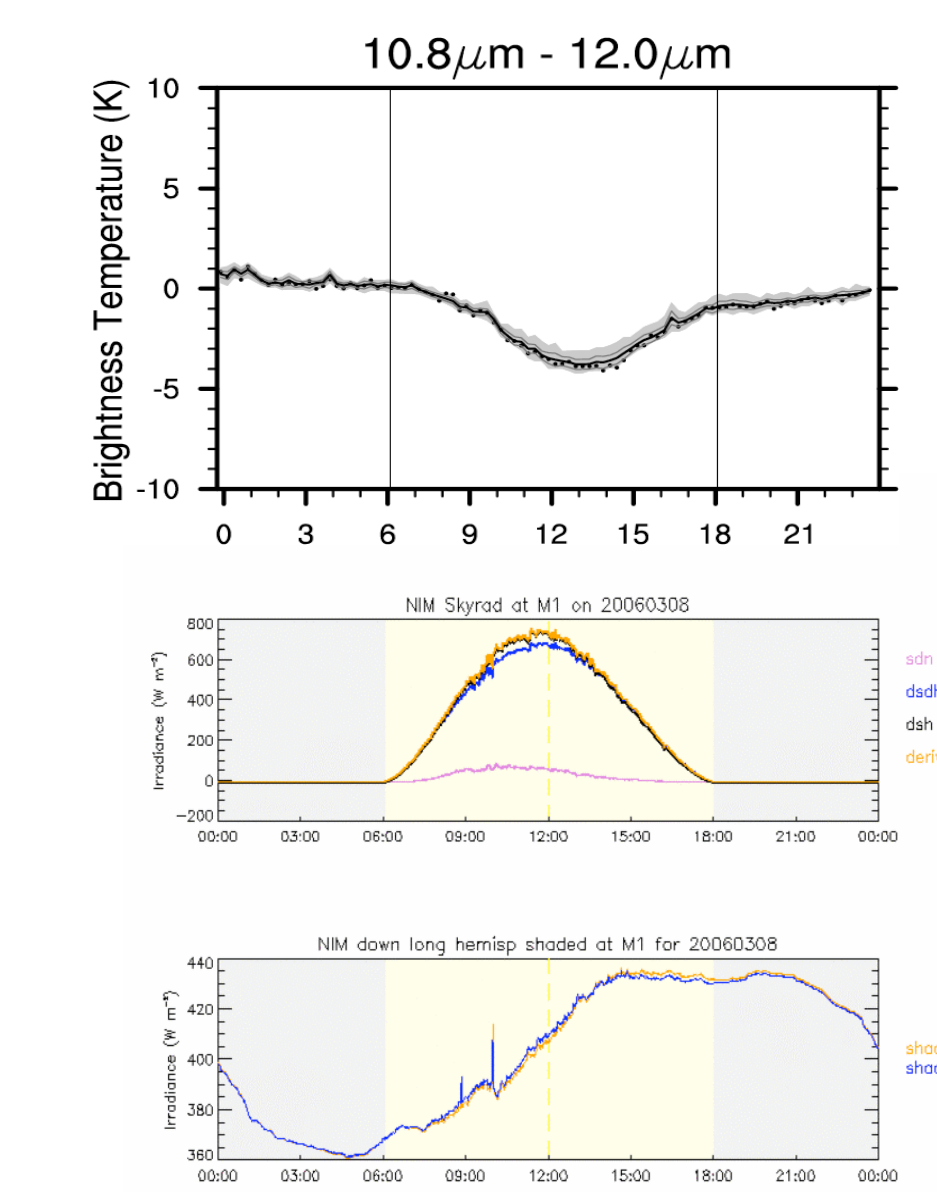 10.8μm - 12.0μm
Brightness Temperature (K)
10
5
0
-5
-10
0 3 6 9 12 15 18 21
NIM Skyrad at M1 on 20060308
Irradiance (W m⁻²)
800
600
400
200
0
-200
00:00 03:00 06:00 09:00 12:00 15:00 18:00 21:00 00:00
sdn
dsdh
dsh
deriv
NIM down long hemisp shaded at M1 for 20060308
Irradiance (W m⁻²)
440
420
400
380
360
00:00 03:00 06:00 09:00 12:00 15:00 18:00 21:00 00:00
shad
shad